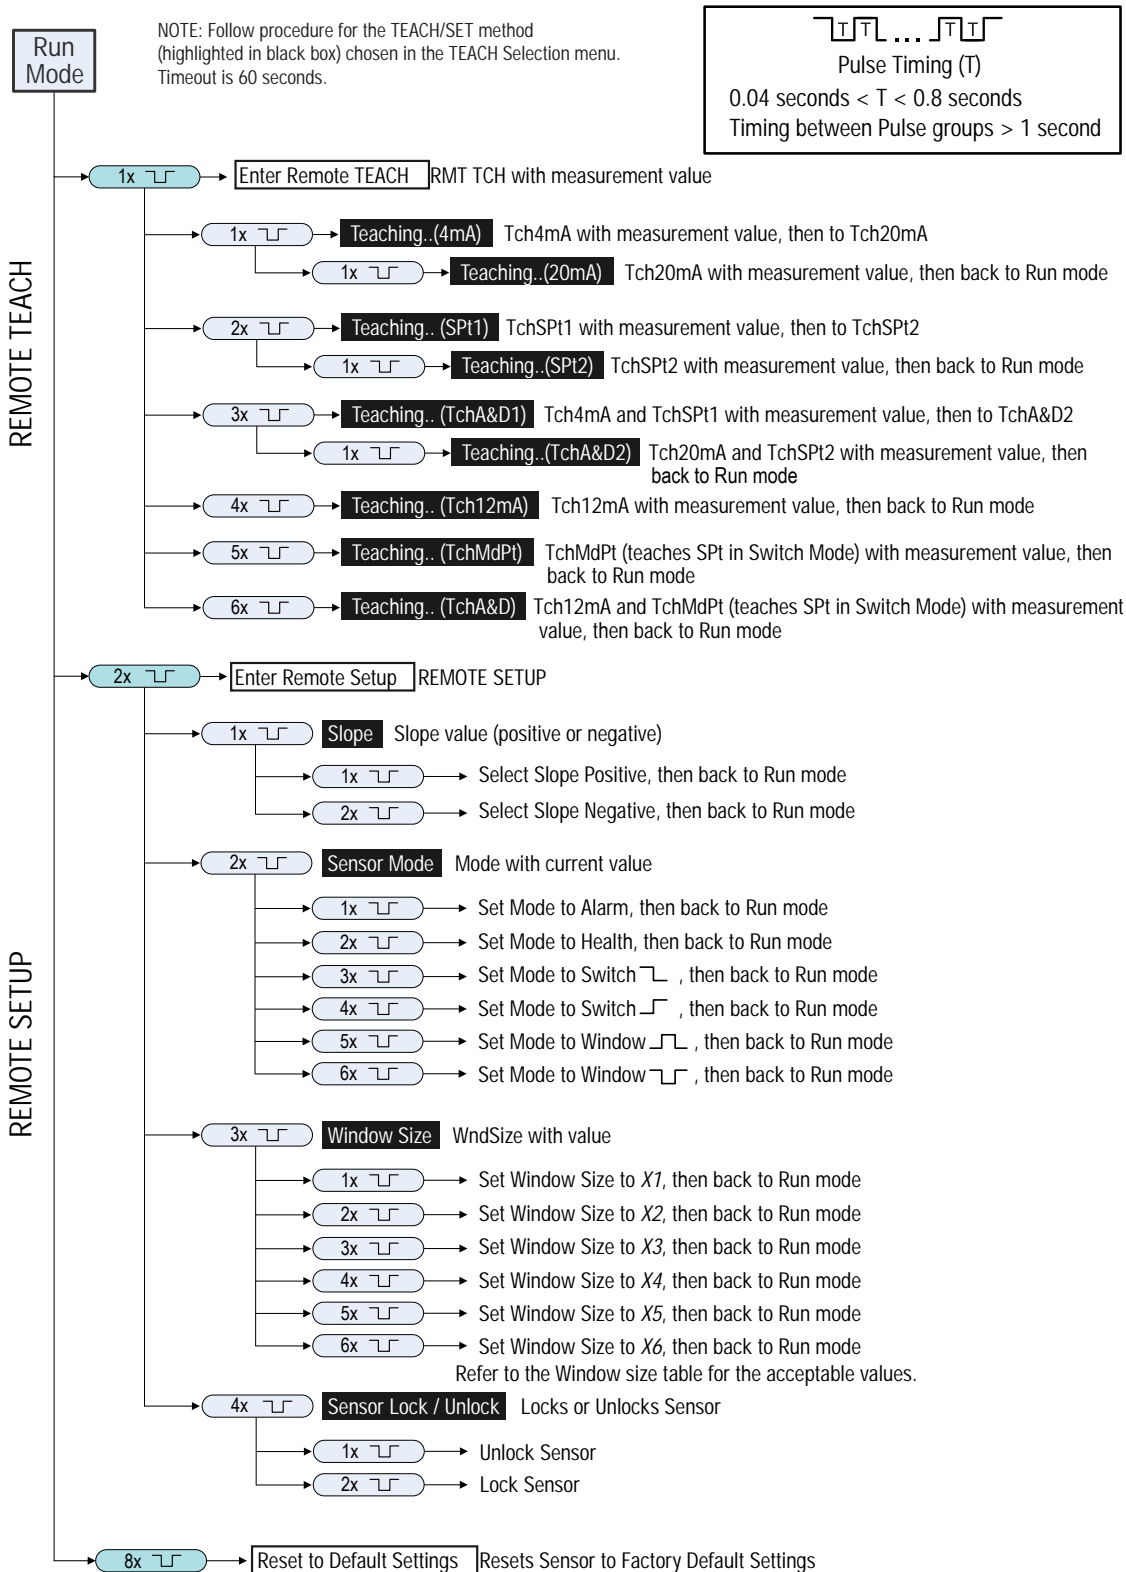 Run
Mode
NOTE: Follow procedure for the TEACH/SET method
(highlighted in black box) chosen in the TEACH Selection menu.
Timeout is 60 seconds.
T T ... T T
Pulse Timing (T)
0.04 seconds < T < 0.8 seconds
Timing between Pulse groups > 1 second
REMOTE TEACH
1x Enter Remote TEACH RMT TCH with measurement value
1x Teaching..(4mA) Tch4mA with measurement value, then to Tch20mA
1x Teaching..(20mA) Tch20mA with measurement value, then back to Run mode
2x Teaching.. (SPt1) TchSPt1 with measurement value, then to TchSPt2
1x Teaching..(SPt2) TchSPt2 with measurement value, then back to Run mode
3x Teaching.. (TchA&D1) Tch4mA and TchSPt1 with measurement value, then to TchA&D2
1x Teaching..(TchA&D2) Tch20mA and TchSPt2 with measurement value, then
back to Run mode
4x Teaching.. (Tch12mA) Tch12mA with measurement value, then back to Run mode
5x Teaching.. (TchMdPt) TchMdPt (teaches SPt in Switch Mode) with measurement value, then
back to Run mode
6x Teaching.. (TchA&D) Tch12mA and TchMdPt (teaches SPt in Switch Mode) with measurement
value, then back to Run mode
REMOTE SETUP
2x Enter Remote Setup REMOTE SETUP
1x Slope Slope value (positive or negative)
1x Select Slope Positive, then back to Run mode
2x Select Slope Negative, then back to Run mode
2x Sensor Mode Mode with current value
1x Set Mode to Alarm, then back to Run mode
2x Set Mode to Health, then back to Run mode
3x Set Mode to Switch , then back to Run mode
4x Set Mode to Switch , then back to Run mode
5x Set Mode to Window , then back to Run mode
6x Set Mode to Window , then back to Run mode
3x Window Size WndSize with value
1x Set Window Size to X1, then back to Run mode
2x Set Window Size to X2, then back to Run mode
3x Set Window Size to X3, then back to Run mode
4x Set Window Size to X4, then back to Run mode
5x Set Window Size to X5, then back to Run mode
6x Set Window Size to X6, then back to Run mode
Refer to the Window size table for the acceptable values.
4x Sensor Lock / Unlock Locks or Unlocks Sensor
1x Unlock Sensor
2x Lock Sensor
8x Reset to Default Settings Resets Sensor to Factory Default Settings